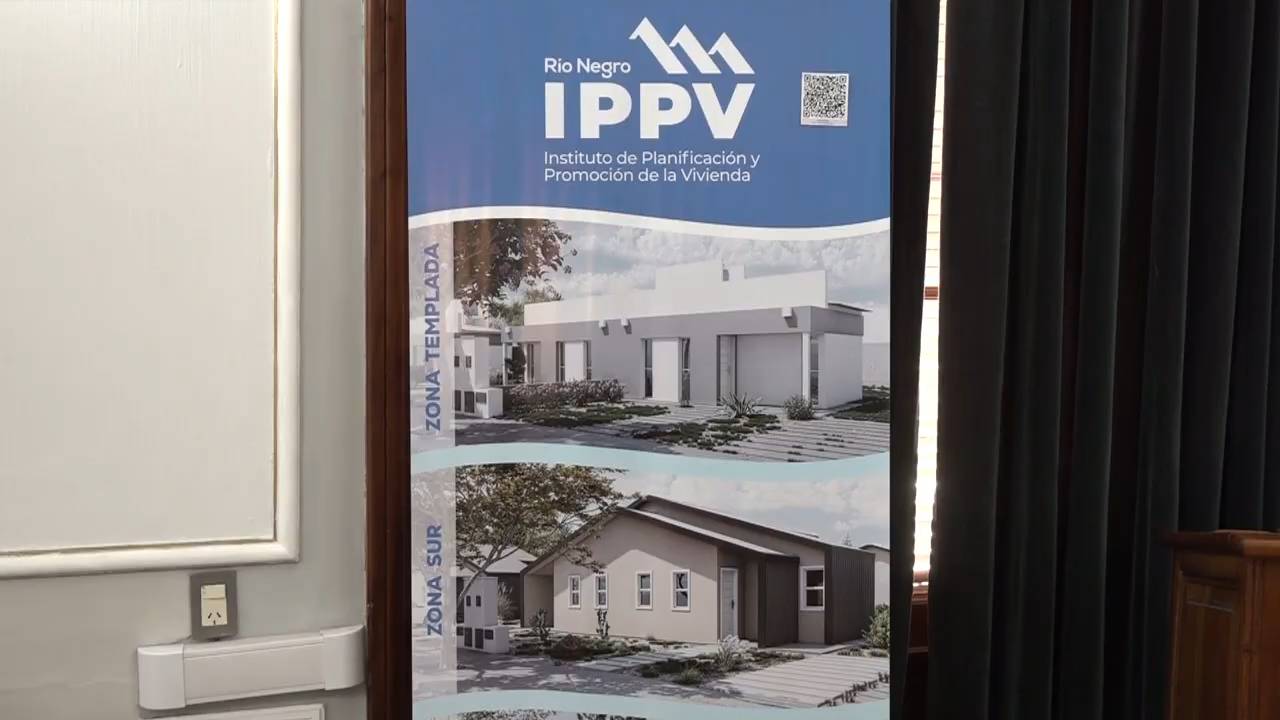 Río Negro
IPPV
Instituto de Planificación y
Promoción de la Vivienda
ZONA TEMPLADA
ZONA SUR